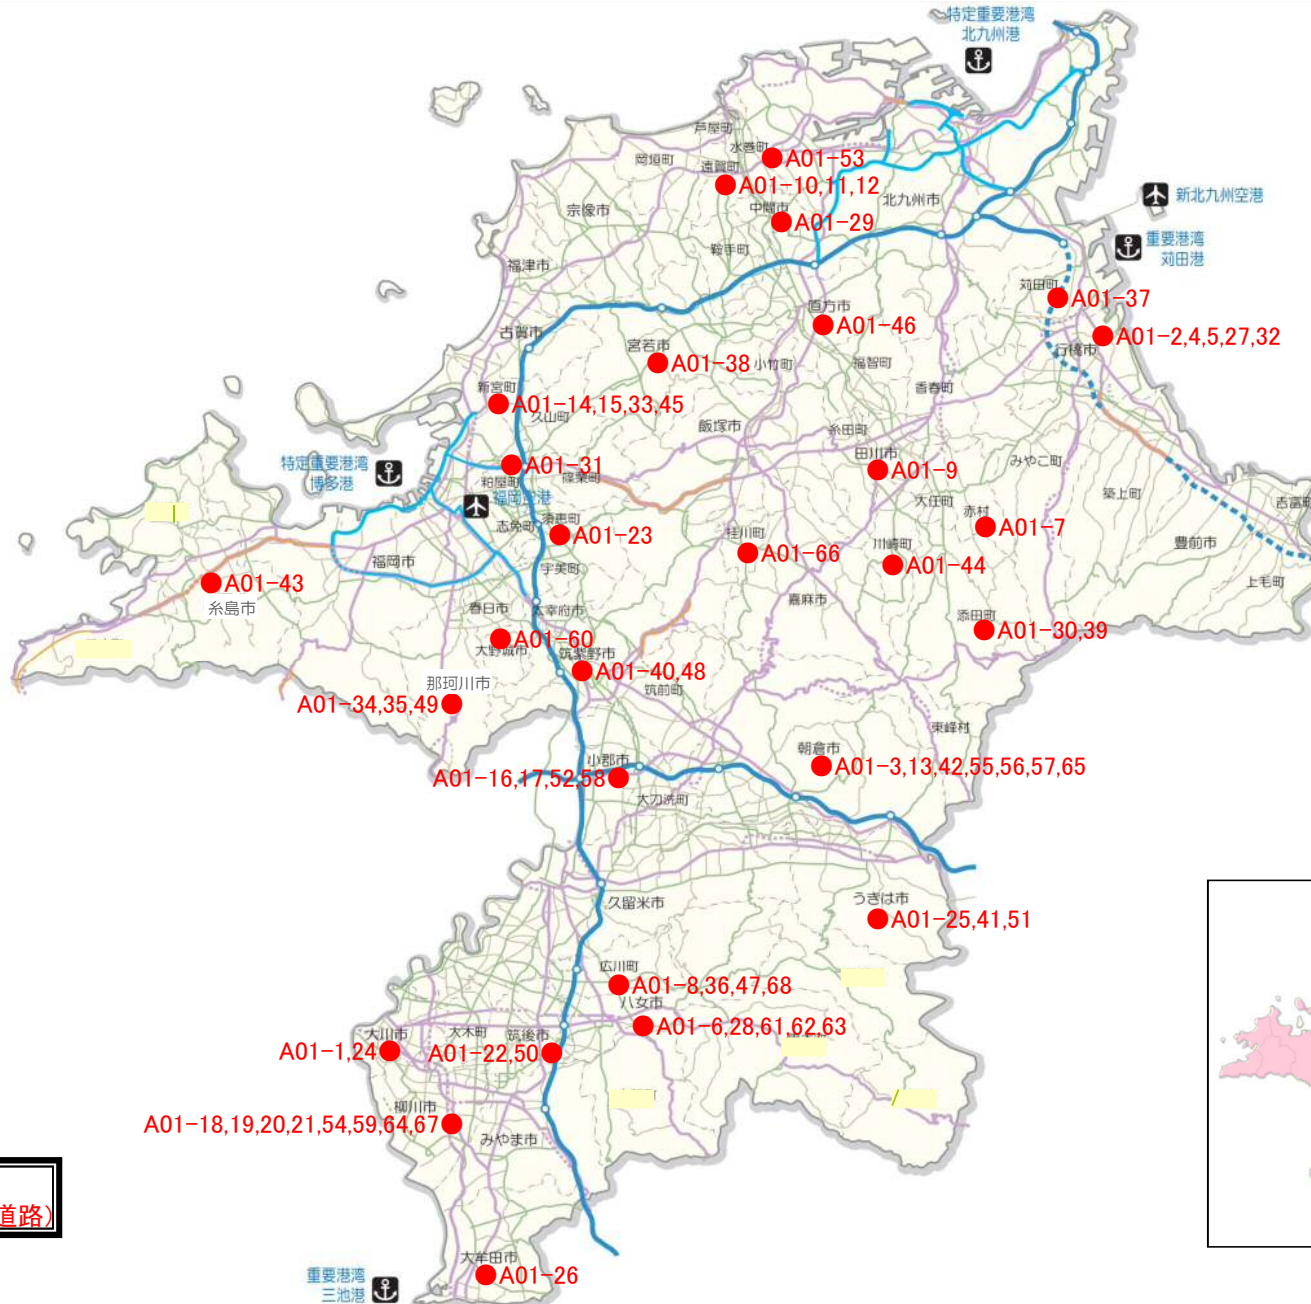 特定重要港湾
北九州港
芦屋町
水巻町
A01-53
岡垣町
遠賀町
A01-10,11,12
北九州市
新北九州空港
宗像市
中間市
A01-29
鞍手町
重要港湾
苅田港
福津市
苅田町
A01-37
直方市
A01-46
古賀市
A01-2,4,5,27,32
行橋市
宮若市
A01-38
小竹町
福智町
香春町
新宮町
A01-14,15,33,45
久山町
飯塚市
糸田町
田川市
A01-9
みやこ町
特定重要港湾
博多港
A01-31
粕屋町
篠栗町
福岡空港
大任町
築上町
吉富町
志免町
須恵町
A01-23
赤村
A01-7
桂川町
A01-66
川崎町
A01-44
豊前市
福岡市
宇美町
上毛町
A01-43
糸島市
嘉麻市
春日市
太宰府市
添田町
A01-30,39
A01-60
大野城市
筑紫野市
A01-40,48
那珂川市
筑前町
A01-34,35,49
東峰村
朝倉市
A01-3,13,42,55,56,57,65
小郡市
A01-16,17,52,58
大刀洗町
久留米市
うきは市
A01-25,41,51
広川町
A01-8,36,47,68
八女市
A01-6,28,61,62,63
大川市
A01-1,24
大木町
筑後市
A01-22,50
柳川市
A01-18,19,20,21,54,59,64,67
みやま市
道路)
大牟田市
A01-26
重要港湾
三池港